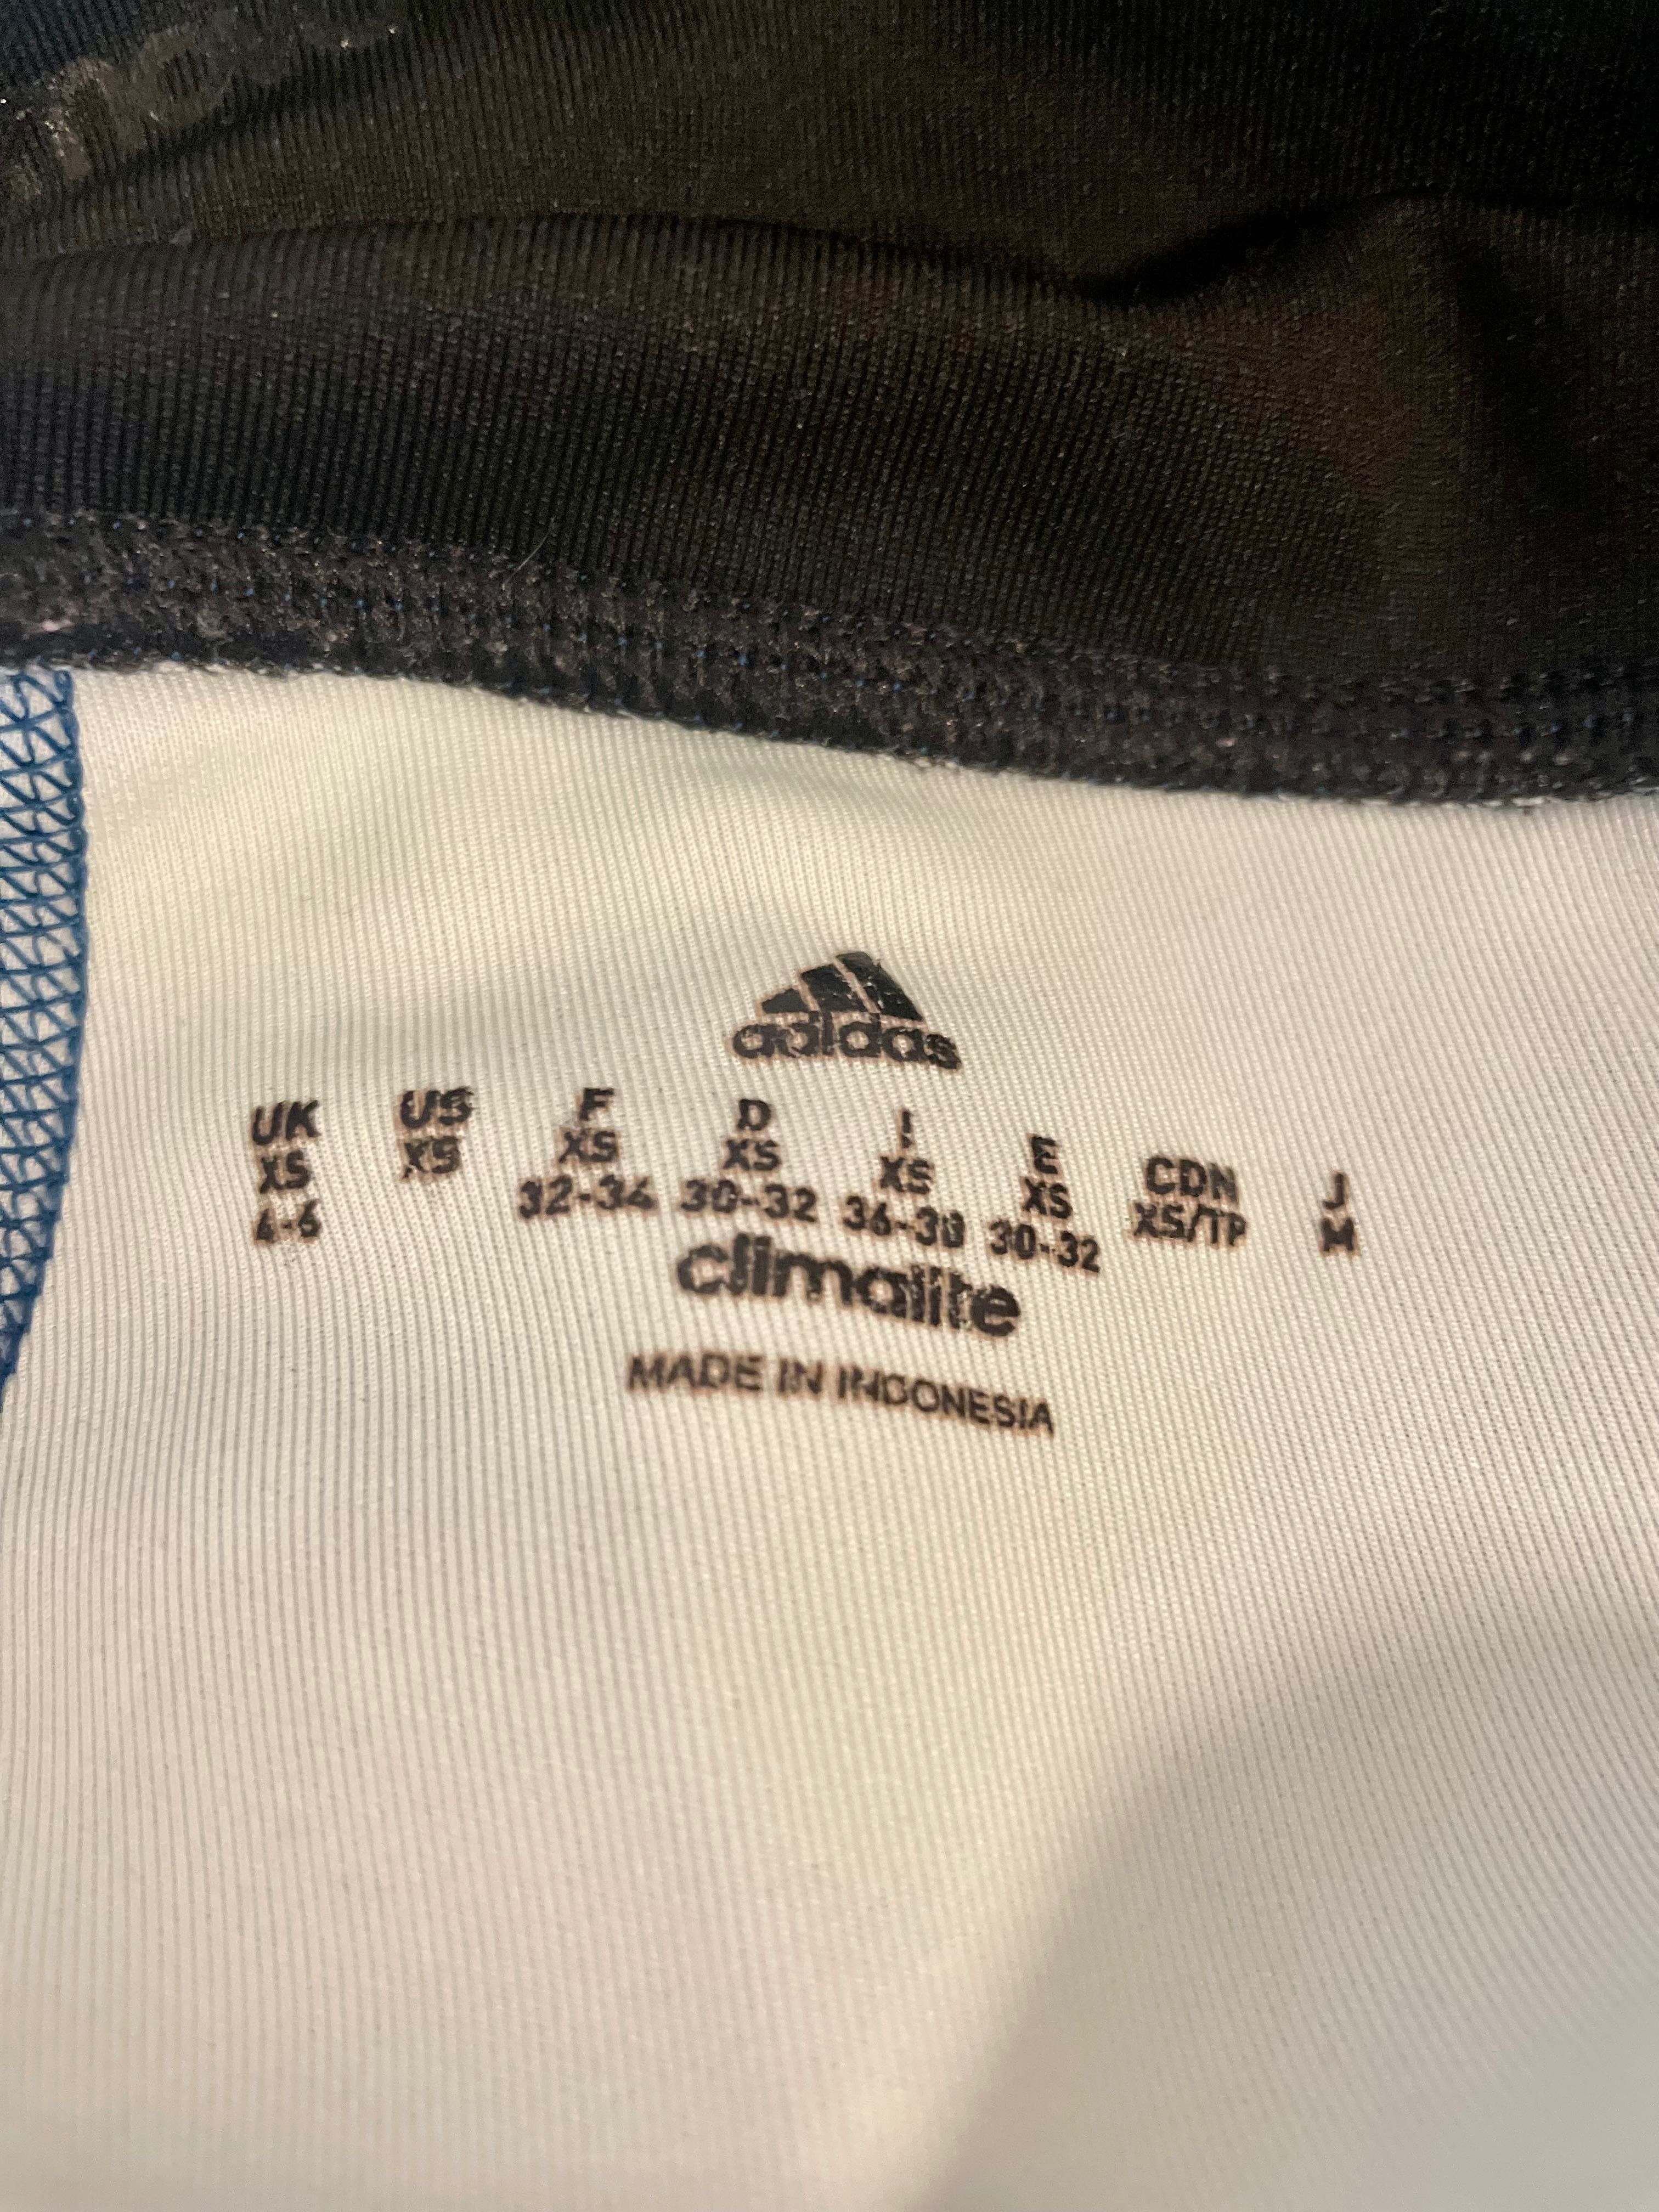 adidas
UK US F D I E CDN J
XS XS XS XS XS XS XS/TP M
4-6 32-34 30-32 36-38 30-32
climalite
MADE IN INDONESIA